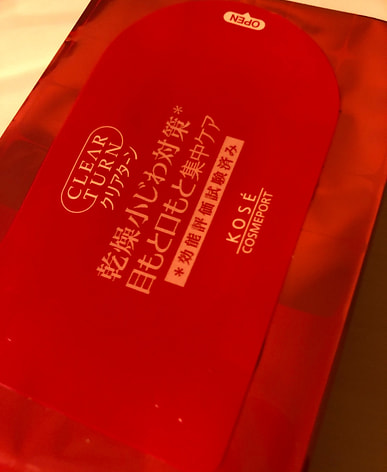 OPEN
CLEAR
TURN
クリアターン
乾燥小じわ対策*
目もと口もと集中ケア
*効能評価試験済み
KOSÉ
COSMEPORT